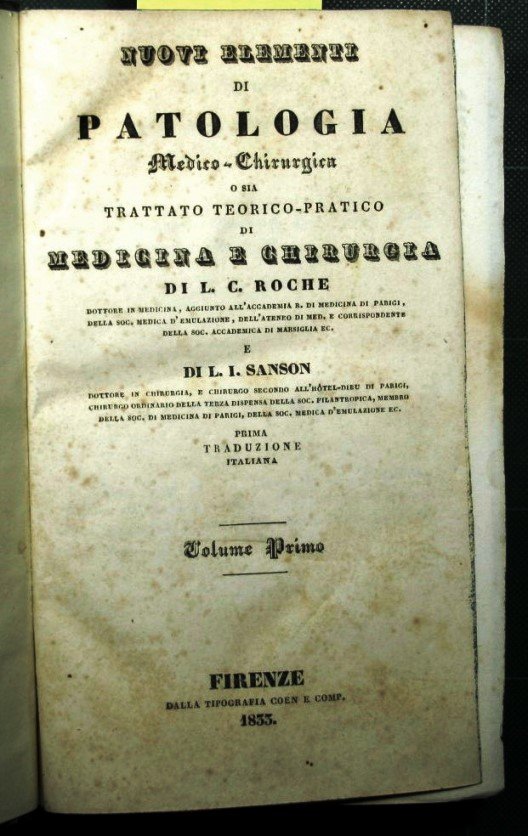 NUOVI ELEMENTI
DI
PATOLOGIA
Medico-Chirurgica
O SIA
TRATTATO TEORICO-PRATICO
DI
MEDICINA E CHIRURGIA
DI L. C. ROCHE
DOTTORE IN MEDICINA, AGGIUNTO ALL'ACCADEMIA R. DI MEDICINA DI PARIGI,
DELLA SOC. MEDICA D'EMULAZIONE, DELL'ATENEO DI MED. E CORRISPONDENTE
DELLA SOC. ACCADEMICA DI MARSIGLIA EC.
E
DI L. I. SANSON
DOTTORE IN CHIRURGIA, E CHIRURGO SECONDO ALL'HÔTEL-DIEU DI PARIGI,
CHIRURGO ORDINARIO DELLA TERZA DISPENSA DELLA SOC. FILANTROPICA, MEMBRO
DELLA SOC. DI MEDICINA DI PARIGI, DELLA SOC. MEDICA D'EMULAZIONE EC.
PRIMA
TRADUZIONE
ITALIANA
Volume Primo
FIRENZE
DALLA TIPOGRAFIA COEN E COMP.
1833.